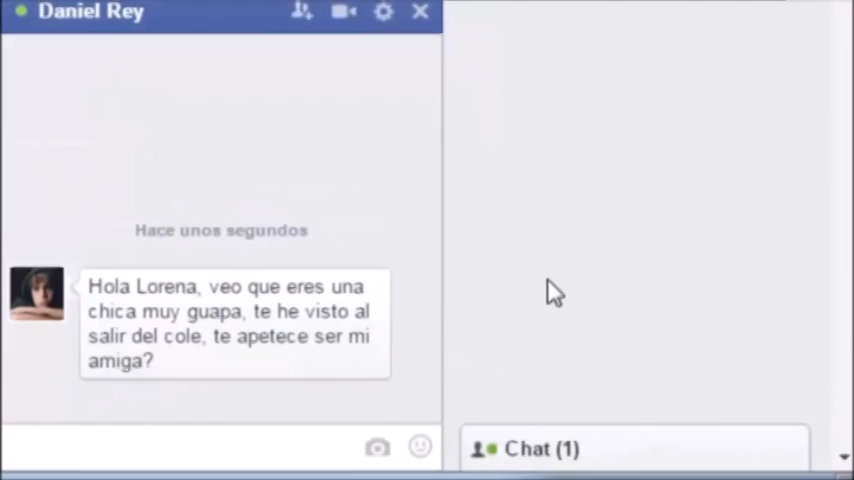 Daniel Rey
Hace unos segundos
Hola Lorena, veo que eres una
chica muy guapa, te he visto al
salir del cole, te apetece ser mi
amiga?
Chat (1)